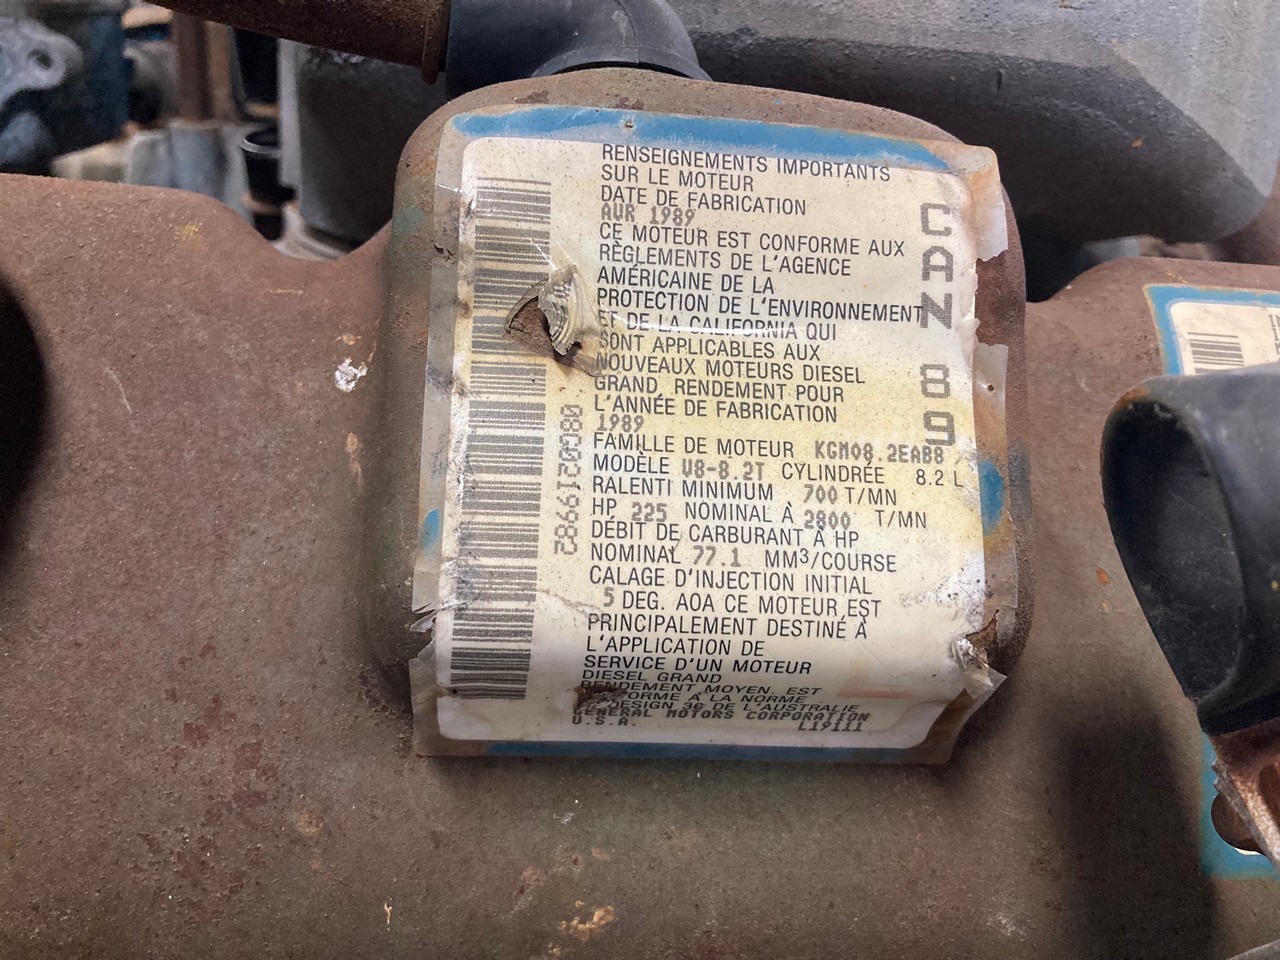 RENSEIGNEMENTS IMPORTANTS
SUR LE MOTEUR
DATE DE FABRICATION
AVR 1989
CE MOTEUR EST CONFORME AUX
RÈGLEMENTS DE L'AGENCE
AMÉRICAINE DE LA
PROTECTION DE L'ENVIRONNEMENT
ET DE LA CALIFORNIA QUI
SONT APPLICABLES AUX
NOUVEAUX MOTEURS DIESEL
GRAND RENDEMENT POUR
L'ANNÉE DE FABRICATION
1989
FAMILLE DE MOTEUR KGM08.2EAB8
MODÈLE V8-8.2T CYLINDRÉE 8.2 L
RALENTI MINIMUM 700 T/MN
HP 225 NOMINAL À 2800 T/MN
DÉBIT DE CARBURANT À HP
NOMINAL 77.1 MM3/COURSE
CALAGE D'INJECTION INITIAL
5 DEG. AOA CE MOTEUR EST
PRINCIPALEMENT DESTINÉ À
L'APPLICATION DE
SERVICE D'UN MOTEUR
DIESEL GRAND
RENDEMENT MOYEN. EST
FORME À LA NORME
DESIGN 36 DE L'AUSTRALIE
GENERAL MOTORS CORPORATION
U.S.A. L19111
CAN 89
08G0219982